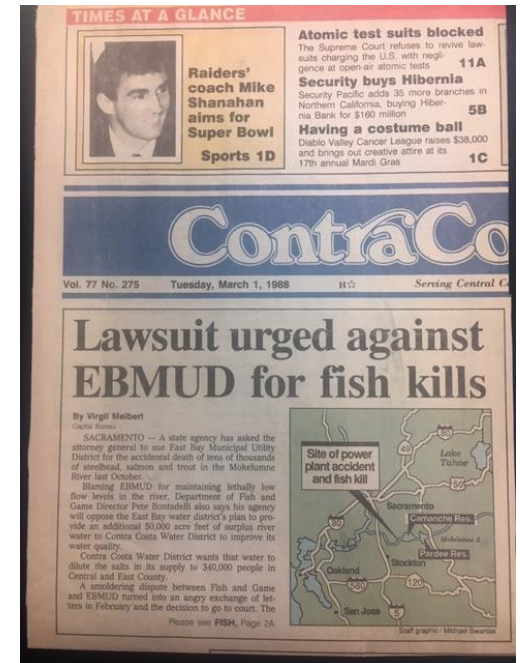 TIMES AT A GLANCE
Raiders'
coach Mike
Shanahan
aims for
Super Bowl
Sports 1D
Atomic test suits blocked
The Supreme Court refuses to revive law-
suits charging the U.S. with negli-
gence at open-air atomic tests 11A
Security buys Hibernia
Security Pacific adds 35 more branches in
Northern California, buying Hiber-
nia Bank for $160 million 5B
Having a costume ball
Diablo Valley Cancer League raises $38,000
and brings out creative attire at its
17th annual Mardi Gras 1C
ContraCo
Vol. 77 No. 275 Tuesday, March 1, 1988 H☆ Serving Central C
Lawsuit urged against
EBMUD for fish kills
By Virgil Meibert
Capital Bureau
SACRAMENTO — A state agency has asked the
attorney general to sue East Bay Municipal Utility
District for the accidental death of tens of thousands
of steelhead, salmon and trout in the Mokelumne
River last October.
Blaming EBMUD for maintaining lethally low
flow levels in the river, Department of Fish and
Game Director Pete Bontadelli also says his agency
will oppose the East Bay water district's plan to pro-
vide an additional 50,000 acre feet of surplus river
water to Contra Costa Water District to improve its
water quality.
Contra Costa Water District wants that water to
dilute the salts in its supply to 340,000 people in
Central and East County.
A smoldering dispute between Fish and Game
and EBMUD turned into an angry exchange of let-
ters in February and the decision to go to court. The
Please see FISH, Page 2A
Site of power
plant accident
and fish kill
80
49
Lake
Tahoe
50
Sacramento
80
Camanche Res.
Pardee Res.
Stockton
Oakland
580
120
San Jose
5
Staff graphic / Michael Swartas